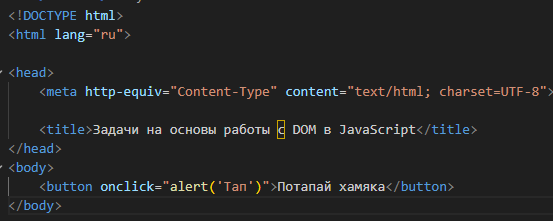 <!DOCTYPE html>
<html lang="ru">
<head>
<meta http-equiv="Content-Type" content="text/html; charset=UTF-8">
<title>Задачи на основы работы с DOM в JavaScript</title>
</head>
<body>
<button onclick="alert('Тап')">Потапай хамяка</button>
</body>